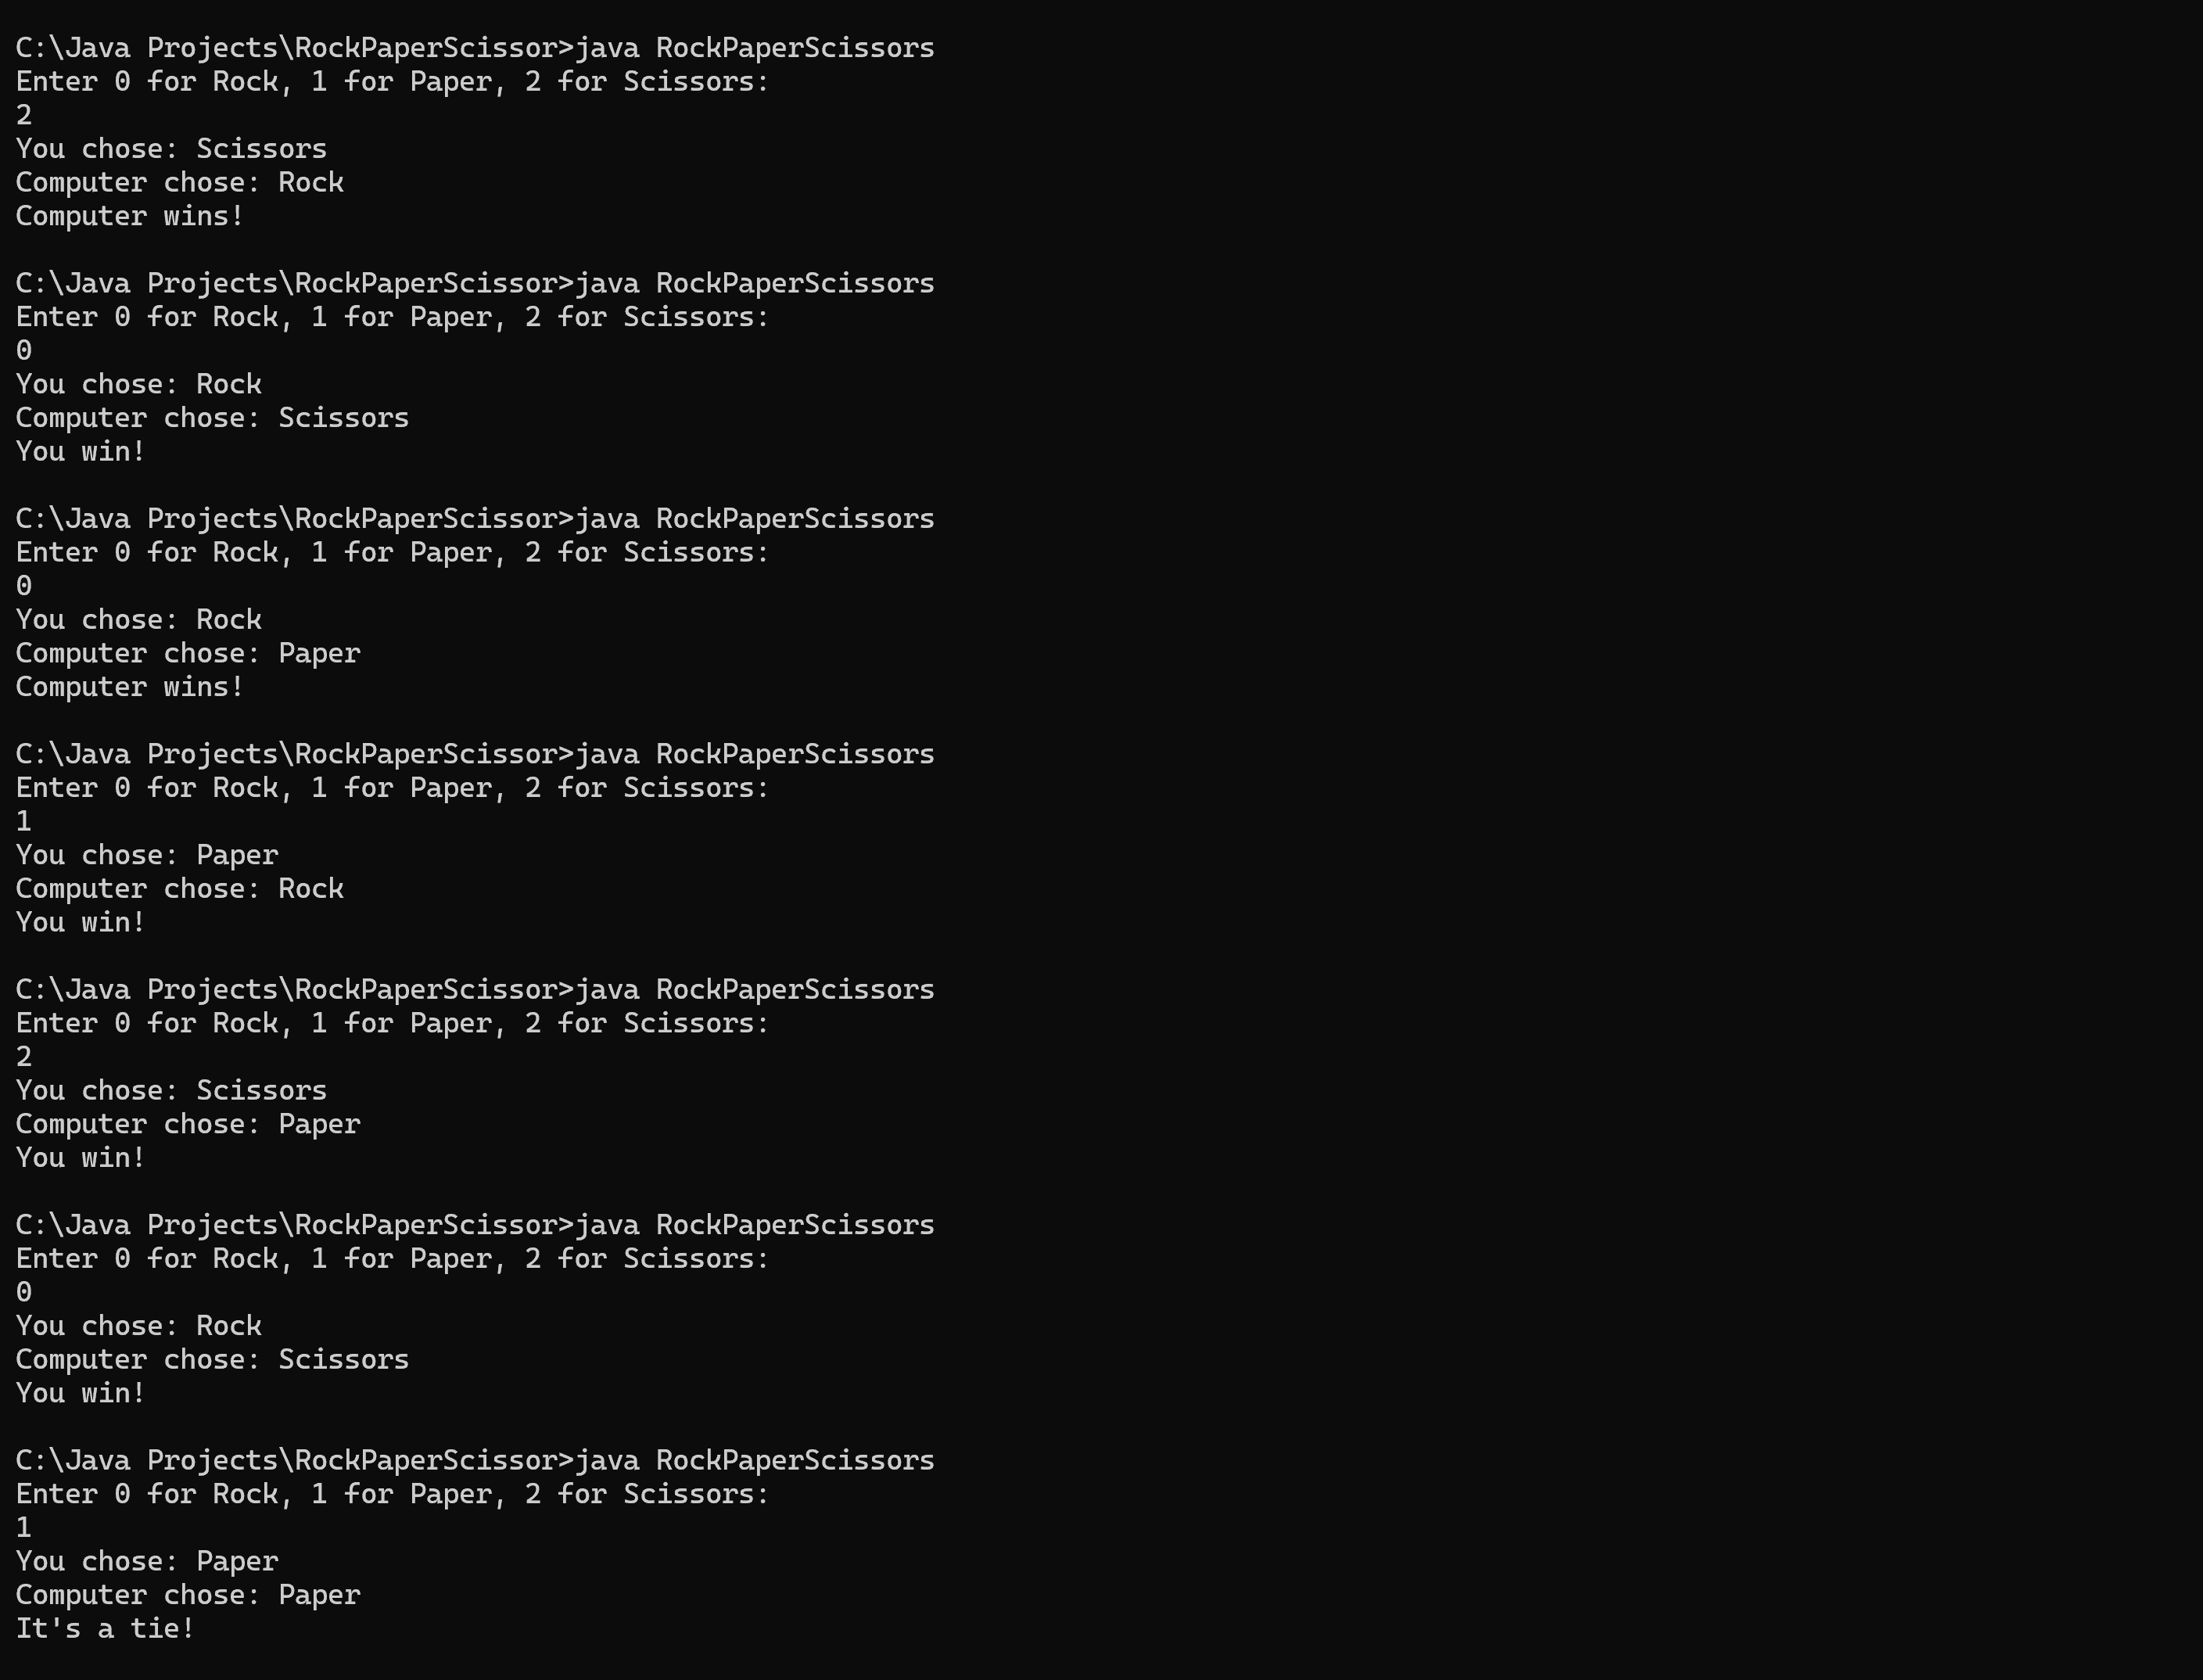 C:\Java Projects\RockPaperScissor>java RockPaperScissors
Enter 0 for Rock, 1 for Paper, 2 for Scissors:
2
You chose: Scissors
Computer chose: Rock
Computer wins!

C:\Java Projects\RockPaperScissor>java RockPaperScissors
Enter 0 for Rock, 1 for Paper, 2 for Scissors:
0
You chose: Rock
Computer chose: Scissors
You win!

C:\Java Projects\RockPaperScissor>java RockPaperScissors
Enter 0 for Rock, 1 for Paper, 2 for Scissors:
0
You chose: Rock
Computer chose: Paper
Computer wins!

C:\Java Projects\RockPaperScissor>java RockPaperScissors
Enter 0 for Rock, 1 for Paper, 2 for Scissors:
1
You chose: Paper
Computer chose: Rock
You win!

C:\Java Projects\RockPaperScissor>java RockPaperScissors
Enter 0 for Rock, 1 for Paper, 2 for Scissors:
2
You chose: Scissors
Computer chose: Paper
You win!

C:\Java Projects\RockPaperScissor>java RockPaperScissors
Enter 0 for Rock, 1 for Paper, 2 for Scissors:
0
You chose: Rock
Computer chose: Scissors
You win!

C:\Java Projects\RockPaperScissor>java RockPaperScissors
Enter 0 for Rock, 1 for Paper, 2 for Scissors:
1
You chose: Paper
Computer chose: Paper
It's a tie!